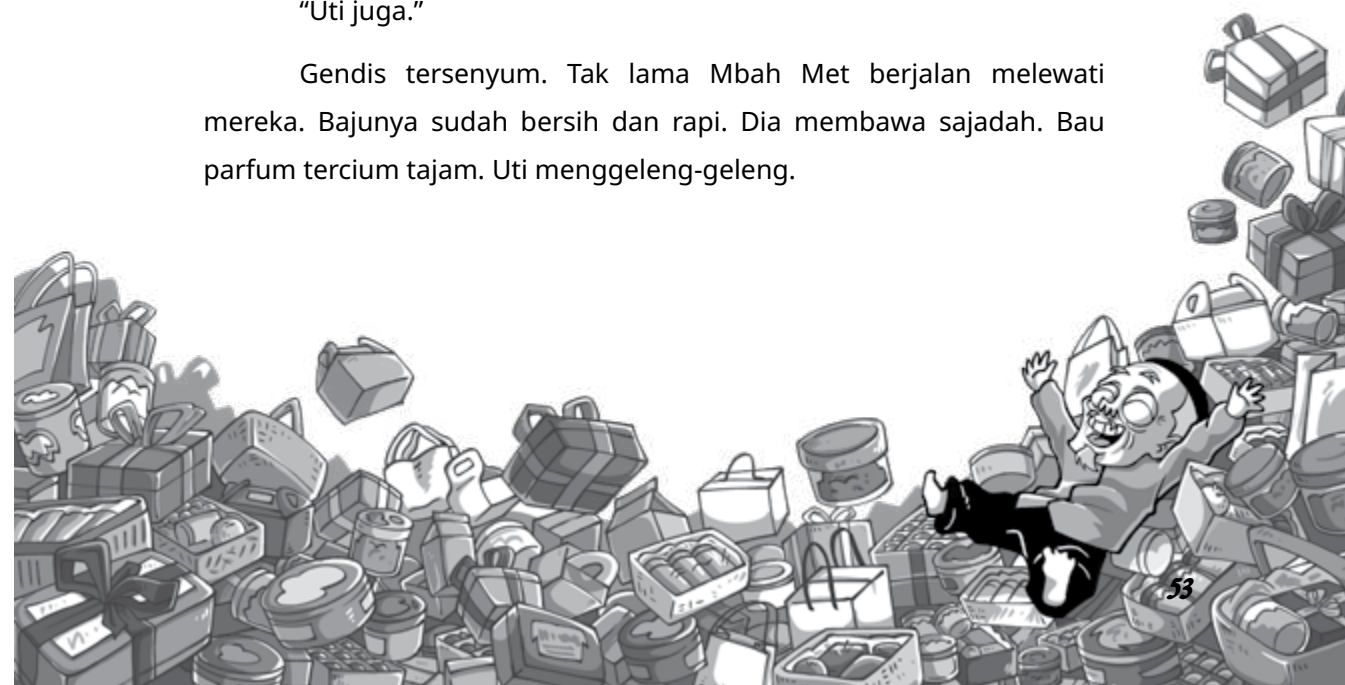 “Uti juga.”
Gendis tersenyum. Tak lama Mbah Met berjalan melewati
mereka. Bajunya sudah bersih dan rapi. Dia membawa sajadah. Bau
parfum tercium tajam. Uti menggeleng-geleng.
53